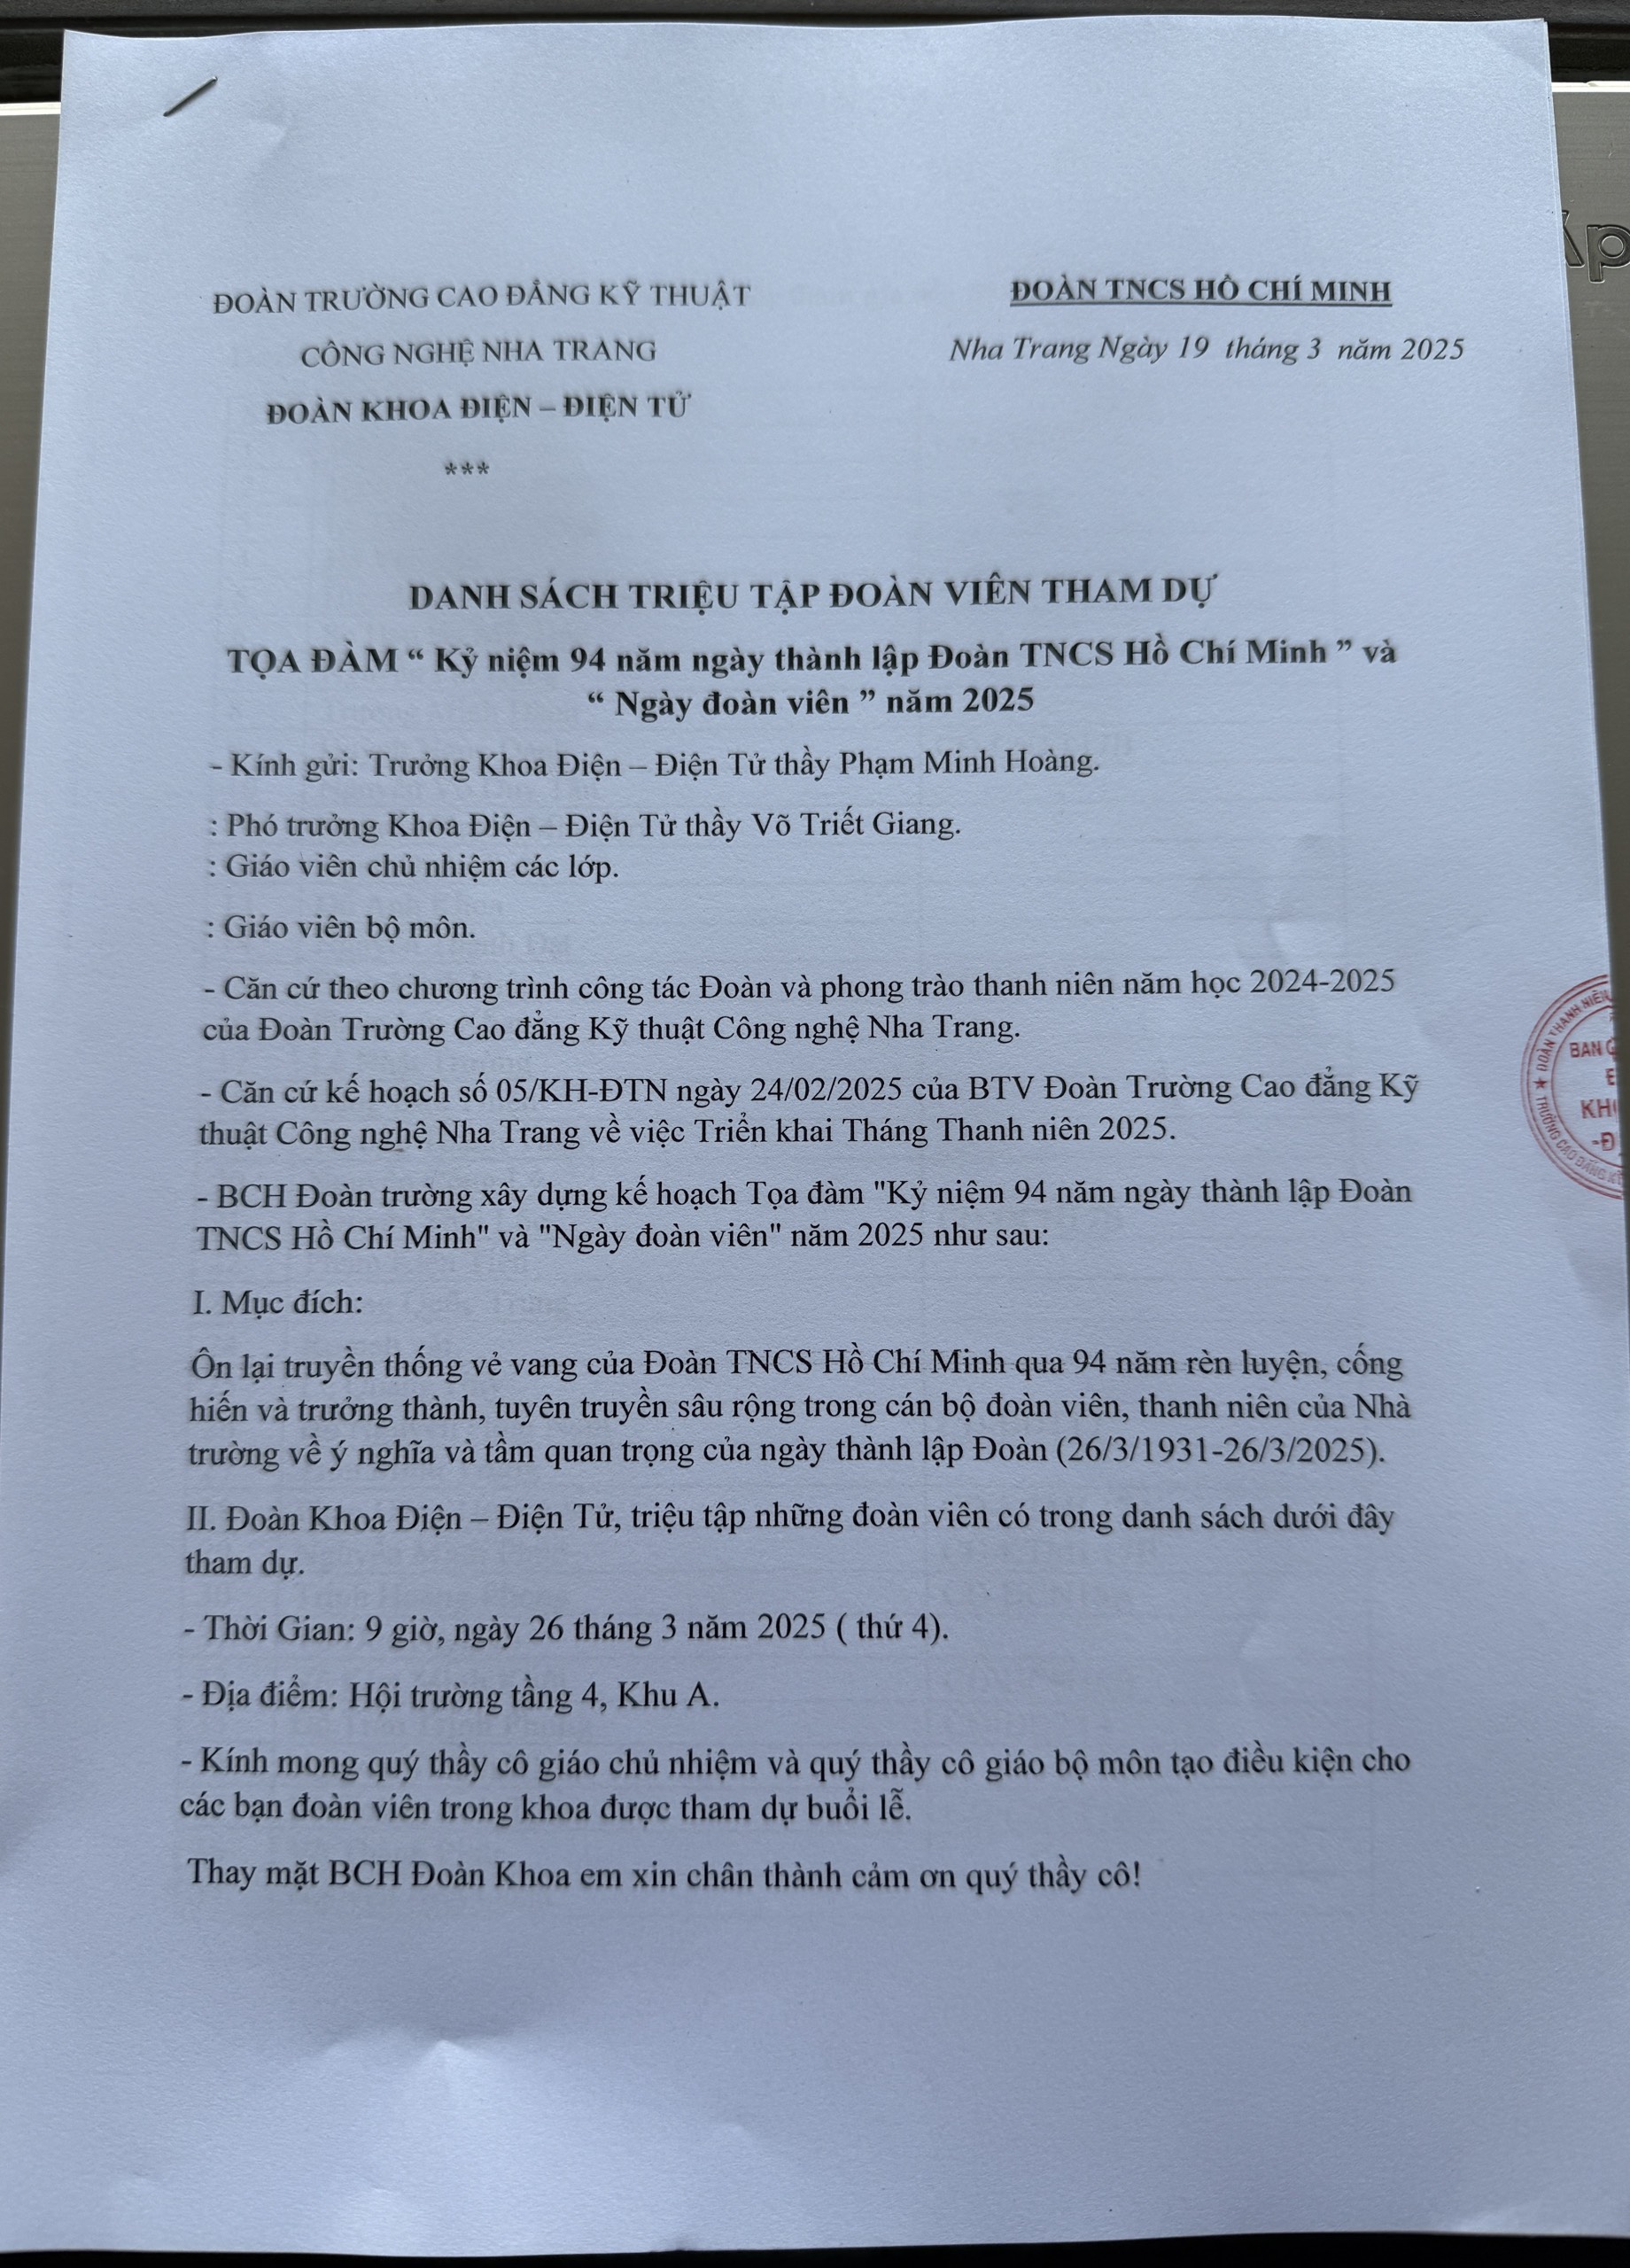 ĐOÀN TRƯỜNG CAO ĐẲNG KỸ THUẬT
CÔNG NGHỆ NHA TRANG
ĐOÀN KHOA ĐIỆN – ĐIỆN TỬ
***
ĐOÀN TNCS HỒ CHÍ MINH
Nha Trang Ngày 19 tháng 3 năm 2025
DANH SÁCH TRIỆU TẬP ĐOÀN VIÊN THAM DỰ
TỌA ĐÀM “ Kỷ niệm 94 năm ngày thành lập Đoàn TNCS Hồ Chí Minh ” và
“ Ngày đoàn viên ” năm 2025
- Kính gửi: Trưởng Khoa Điện – Điện Tử thầy Phạm Minh Hoàng.
: Phó trưởng Khoa Điện – Điện Tử thầy Võ Triết Giang.
: Giáo viên chủ nhiệm các lớp.
: Giáo viên bộ môn.
- Căn cứ theo chương trình công tác Đoàn và phong trào thanh niên năm học 2024-2025
của Đoàn Trường Cao đẳng Kỹ thuật Công nghệ Nha Trang.
- Căn cứ kế hoạch số 05/KH-ĐTN ngày 24/02/2025 của BTV Đoàn Trường Cao đẳng Kỹ
thuật Công nghệ Nha Trang về việc Triển khai Tháng Thanh niên 2025.
- BCH Đoàn trường xây dựng kế hoạch Tọa đàm "Kỷ niệm 94 năm ngày thành lập Đoàn
TNCS Hồ Chí Minh" và "Ngày đoàn viên" năm 2025 như sau:
I. Mục đích:
Ôn lại truyền thống vẻ vang của Đoàn TNCS Hồ Chí Minh qua 94 năm rèn luyện, cống
hiến và trưởng thành, tuyên truyền sâu rộng trong cán bộ đoàn viên, thanh niên của Nhà
trường về ý nghĩa và tầm quan trọng của ngày thành lập Đoàn (26/3/1931-26/3/2025).
II. Đoàn Khoa Điện – Điện Tử, triệu tập những đoàn viên có trong danh sách dưới đây
tham dự.
- Thời Gian: 9 giờ, ngày 26 tháng 3 năm 2025 ( thứ 4).
- Địa điểm: Hội trường tầng 4, Khu A.
- Kính mong quý thầy cô giáo chủ nhiệm và quý thầy cô giáo bộ môn tạo điều kiện cho
các bạn đoàn viên trong khoa được tham dự buổi lễ.
Thay mặt BCH Đoàn Khoa em xin chân thành cảm ơn quý thầy cô!
ĐOÀN THANH NIÊN
BAN
TRƯỜNG CAO ĐẲNG